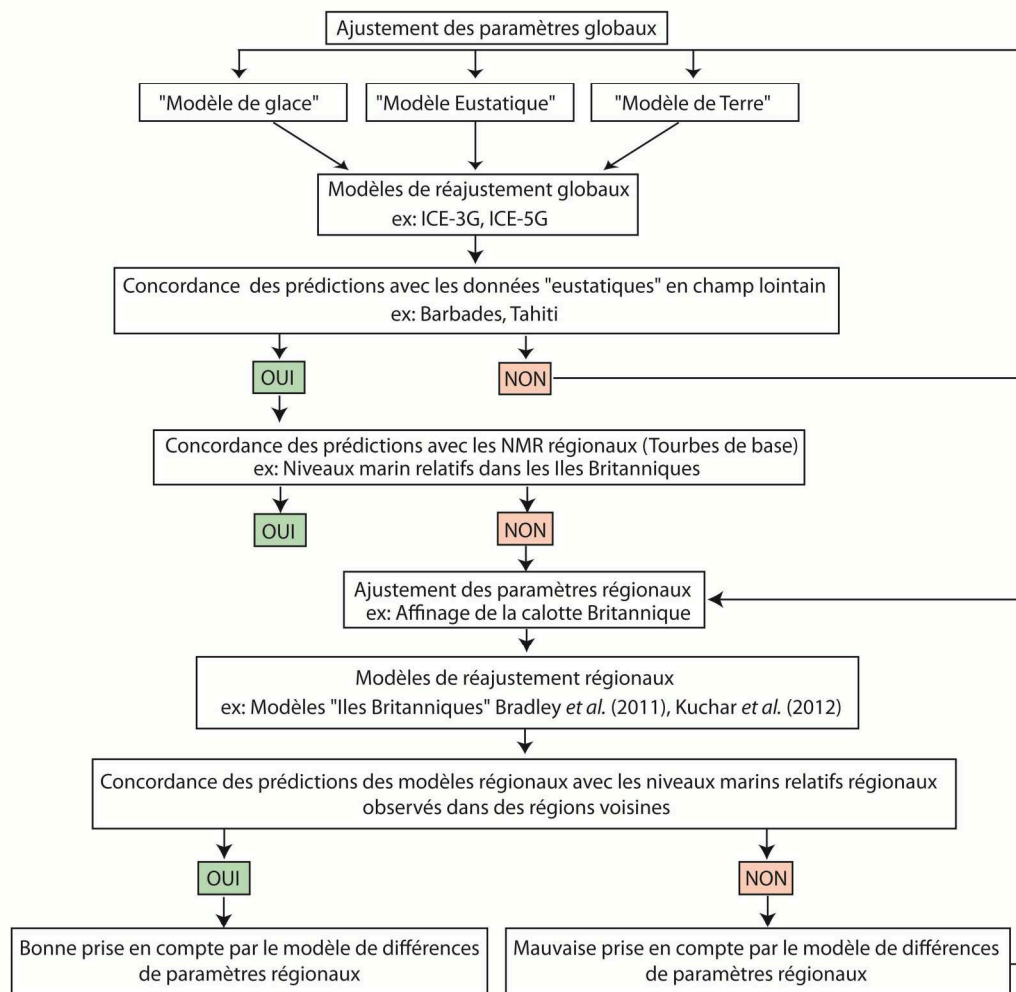 Ajustement des paramètres globaux
"Modèle de glace"
"Modèle Eustatique"
"Modèle de Terre"
Modèles de réajustement globaux
ex: ICE-3G, ICE-5G
Concordance des prédictions avec les données "eustatiques" en champ lointain
ex: Barbades, Tahiti
OUI
NON
Concordance des prédictions avec les NMR régionaux (Tourbes de base)
ex: Niveaux marin relatifs dans les Iles Britanniques
OUI
NON
Ajustement des paramètres régionaux
ex: Affinage de la calotte Britannique
Modèles de réajustement régionaux
ex: Modèles "Iles Britanniques" Bradley et al. (2011), Kuchar et al. (2012)
Concordance des prédictions des modèles régionaux avec les niveaux marins relatifs régionaux
observés dans des régions voisines
OUI
NON
Bonne prise en compte par le modèle de différences
de paramètres régionaux
Mauvaise prise en compte par le modèle de différences
de paramètres régionaux